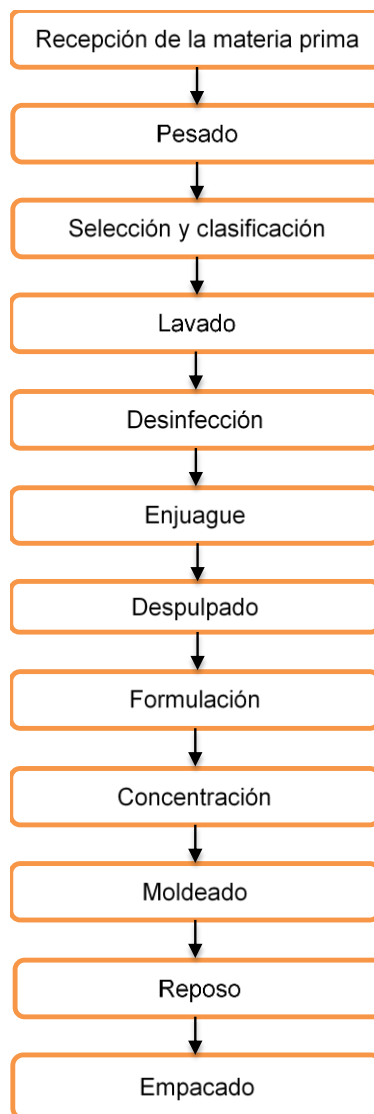 Recepción de la materia prima
Pesado
Selección y clasificación
Lavado
Desinfección
Enjuague
Despulpado
Formulación
Concentración
Moldeado
Reposo
Empacado